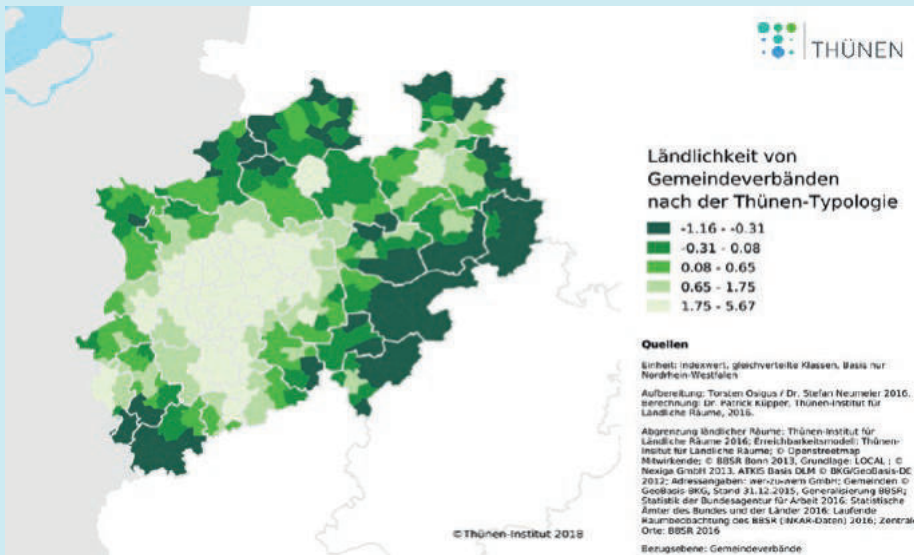 THÜNEN
Ländlichkeit von
Gemeindeverbänden
nach der Thünen-Typologie
-1.16 - -0.31
-0.31 - 0.08
0.08 - 0.65
0.65 - 1.75
1.75 - 5.67
Quellen
Einheit: Indexwert, gleichverteilte Klassen, Basis nur
Nordrhein-Westfalen
Aufbereitung: Torsten Osigus / Dr. Stefan Neumeier 2016,
Berechnung: Dr. Patrick Küpper, Thünen-Institut für
Ländliche Räume, 2016.
Abgrenzung ländlicher Räume: Thünen-Institut für
Ländliche Räume 2016; Erreichbarkeitsmodell: Thünen-
Insitut für Ländliche Räume; © Openstreetmap
Mitwirkende; © BBSR Bonn 2013, Grundlage: LOCAL ; ©
Nexiga GmbH 2013, ATKIS Basis DLM © BKG/GeoBasis-DE
2012; Adressangaben: wer-zu-wem GmbH; Gemeinden ©
GeoBasis-BKG, Stand 31.12.2015, Generalisierung BBSR;
Statistik der Bundesagentur für Arbeit 2016; Statistische
Ämter des Bundes und der Länder 2016; Laufende
Raumbeobachtung des BBSR (INKAR-Daten) 2016; Zentrale
Orte: BBSR 2016
Bezugsebene: Gemeindeverbände
© Thünen-Institut 2018